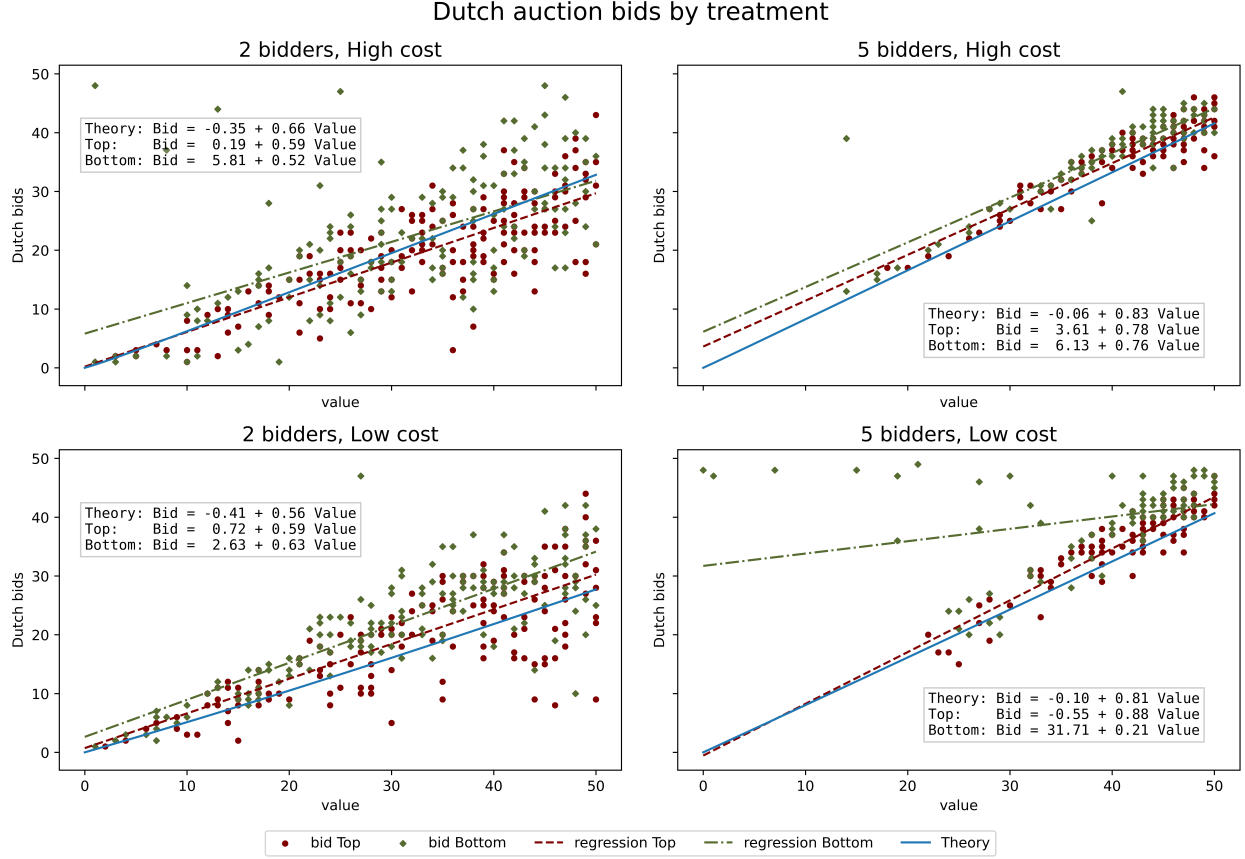 Dutch auction bids by treatment
2 bidders, High cost
50
40
30
20
10
0
Dutch bids
Theory: Bid = -0.35 + 0.66 Value
Top:    Bid =  0.19 + 0.59 Value
Bottom: Bid =  5.81 + 0.52 Value
value
5 bidders, High cost
Dutch bids
Theory: Bid = -0.06 + 0.83 Value
Top:    Bid =  3.61 + 0.78 Value
Bottom: Bid =  6.13 + 0.76 Value
value
2 bidders, Low cost
50
40
30
20
10
0
Dutch bids
Theory: Bid = -0.41 + 0.56 Value
Top:    Bid =  0.72 + 0.59 Value
Bottom: Bid =  2.63 + 0.63 Value
0 10 20 30 40 50
value
5 bidders, Low cost
Dutch bids
Theory: Bid = -0.10 + 0.81 Value
Top:    Bid = -0.55 + 0.88 Value
Bottom: Bid = 31.71 + 0.21 Value
0 10 20 30 40 50
value
bid Top bid Bottom regression Top regression Bottom Theory